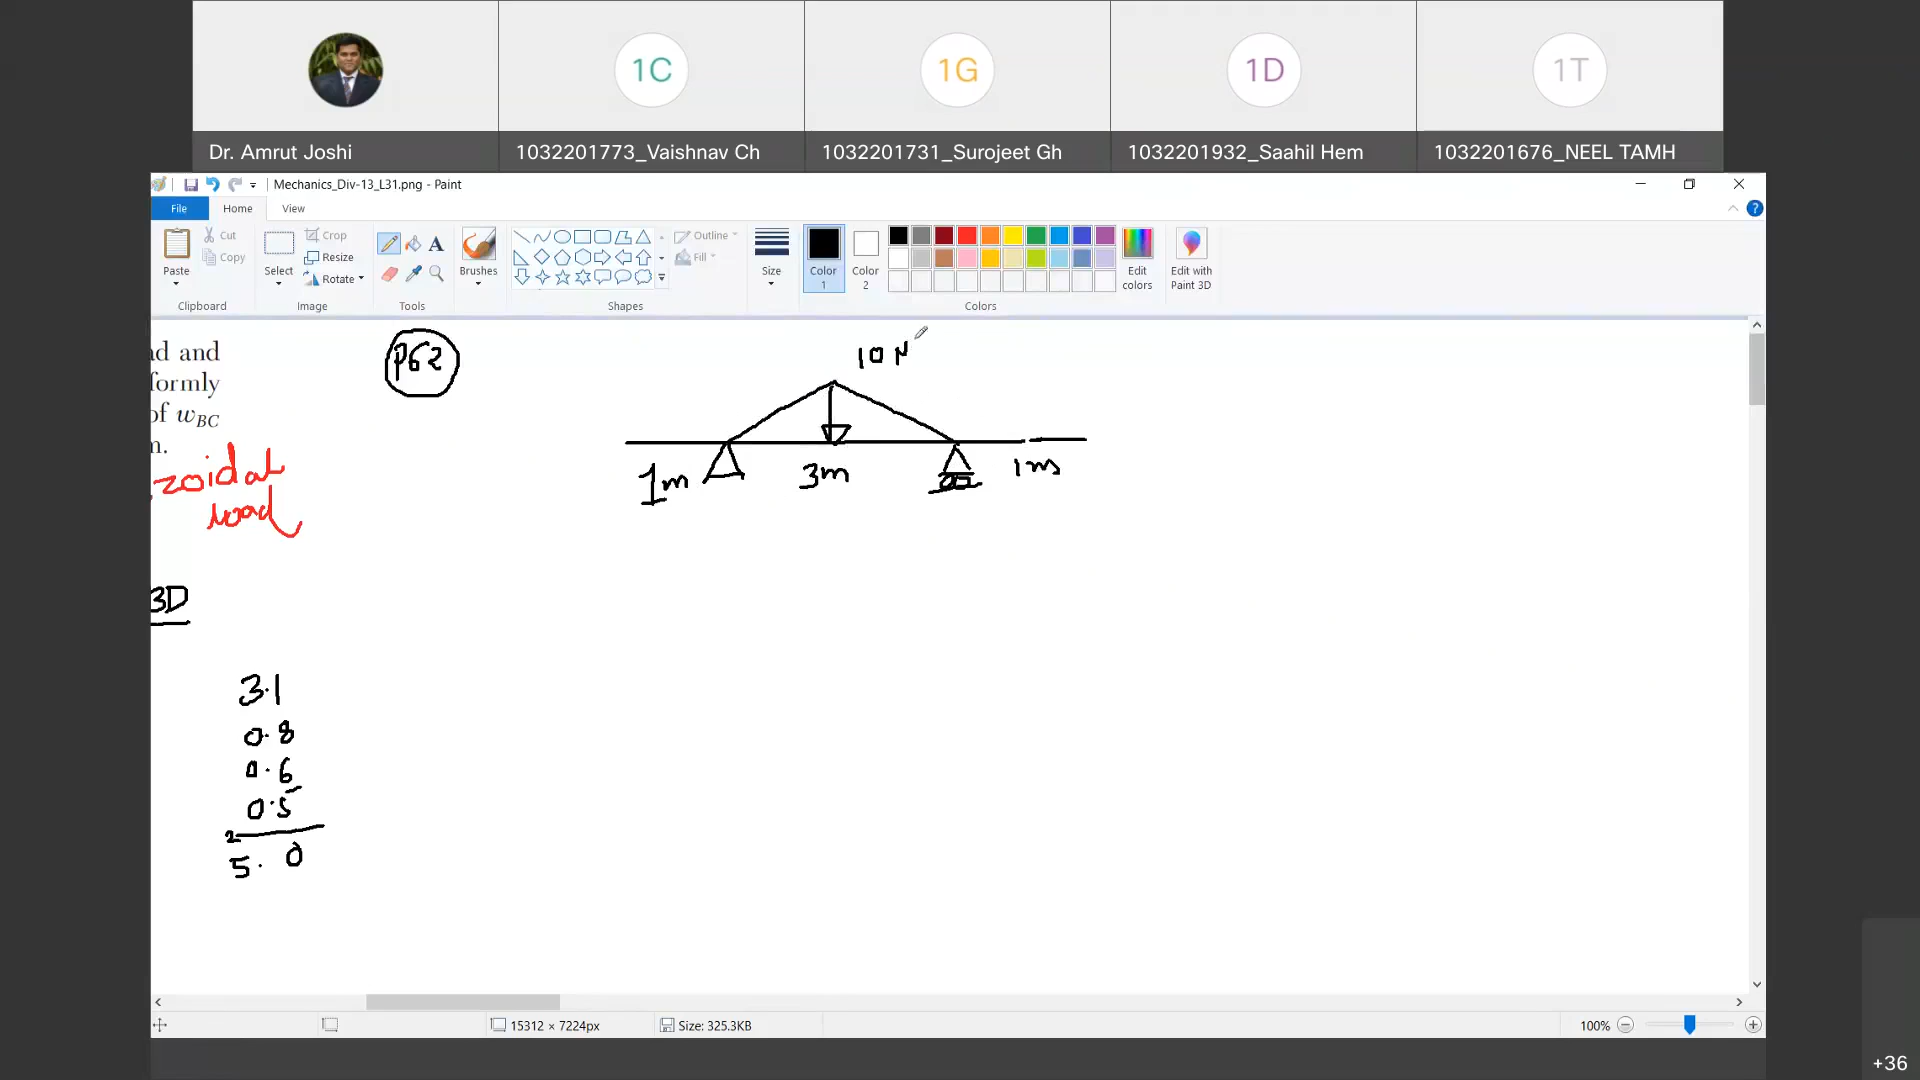 1C
1G
1D
1T
Dr. Amrut Joshi
1032201773_Vaishnav Ch
1032201731_Surojeet Gh
1032201932_Saahil Hem
1032201676_NEEL TAMH
Mechanics_Div-13_L31.png - Paint
File
Home
View
Paste
Cut
Copy
Clipboard
Select
Crop
Resize
Rotate
Image
A
Tools
Brushes
Shapes
Outline
Fill
Size
Color
1
Color
2
Colors
Edit
colors
Edit with
Paint 3D
?
ad and
formly
of wBC
m.
zoidal
load
3D
P62
10 N
1m
3m
1m
3.1
0.8
0.6
0.5
2
5.0
15312 × 7224px
Size: 325.3KB
100%
+36